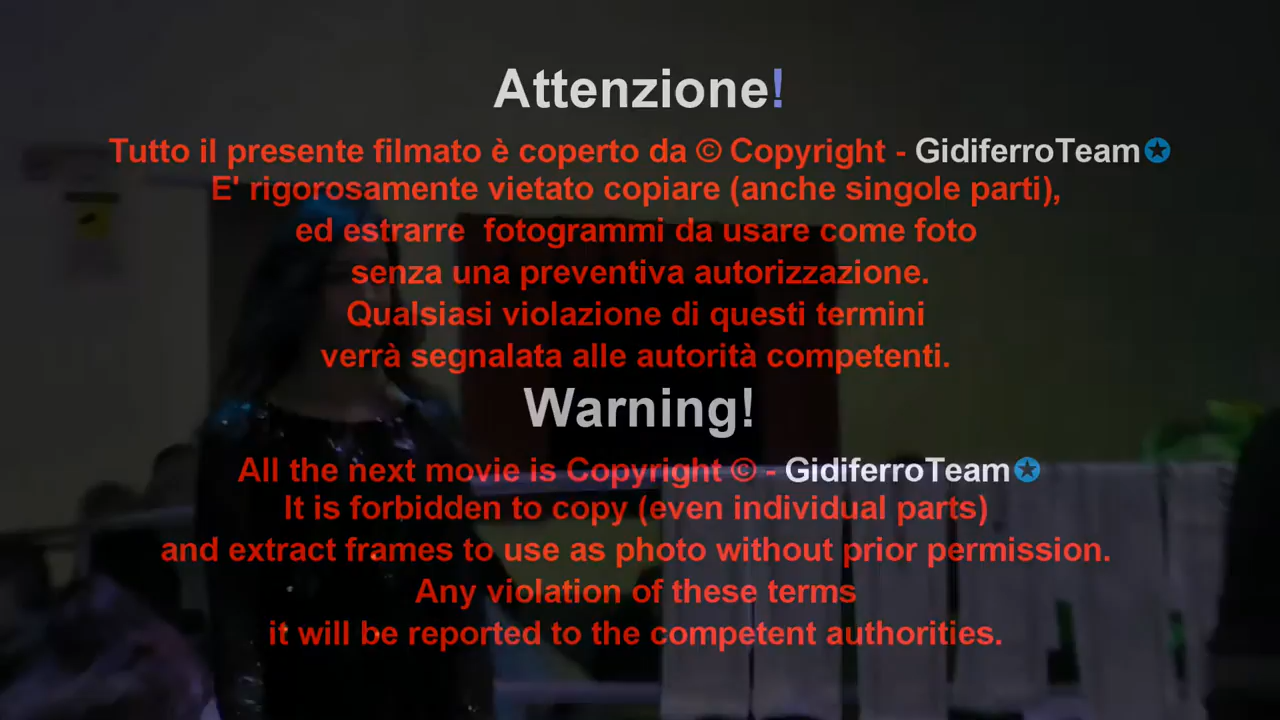 Attenzione!
Tutto il presente filmato è coperto da © Copyright - GidiferroTeam✪
E' rigorosamente vietato copiare (anche singole parti),
ed estrarre fotogrammi da usare come foto
senza una preventiva autorizzazione.
Qualsiasi violazione di questi termini
verrà segnalata alle autorità competenti.
Warning!
All the next movie is Copyright © - GidiferroTeam✪
It is forbidden to copy (even individual parts)
and extract frames to use as photo without prior permission.
Any violation of these terms
it will be reported to the competent authorities.